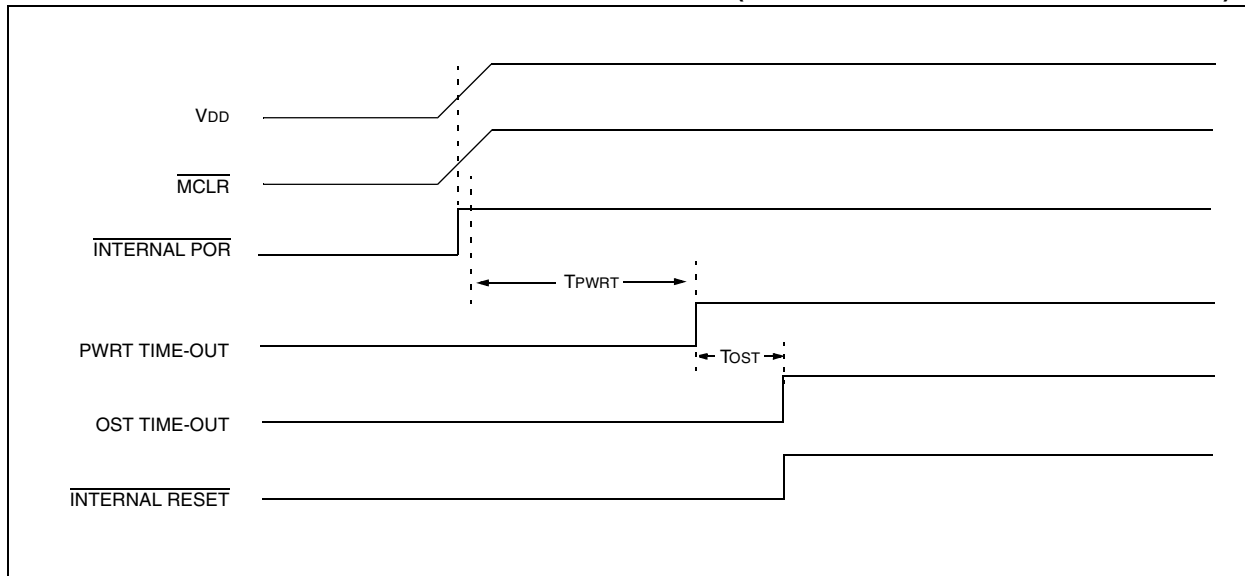 VDD
MCLR
INTERNAL POR
TPWRT
PWRT TIME-OUT
TOST
OST TIME-OUT
INTERNAL RESET